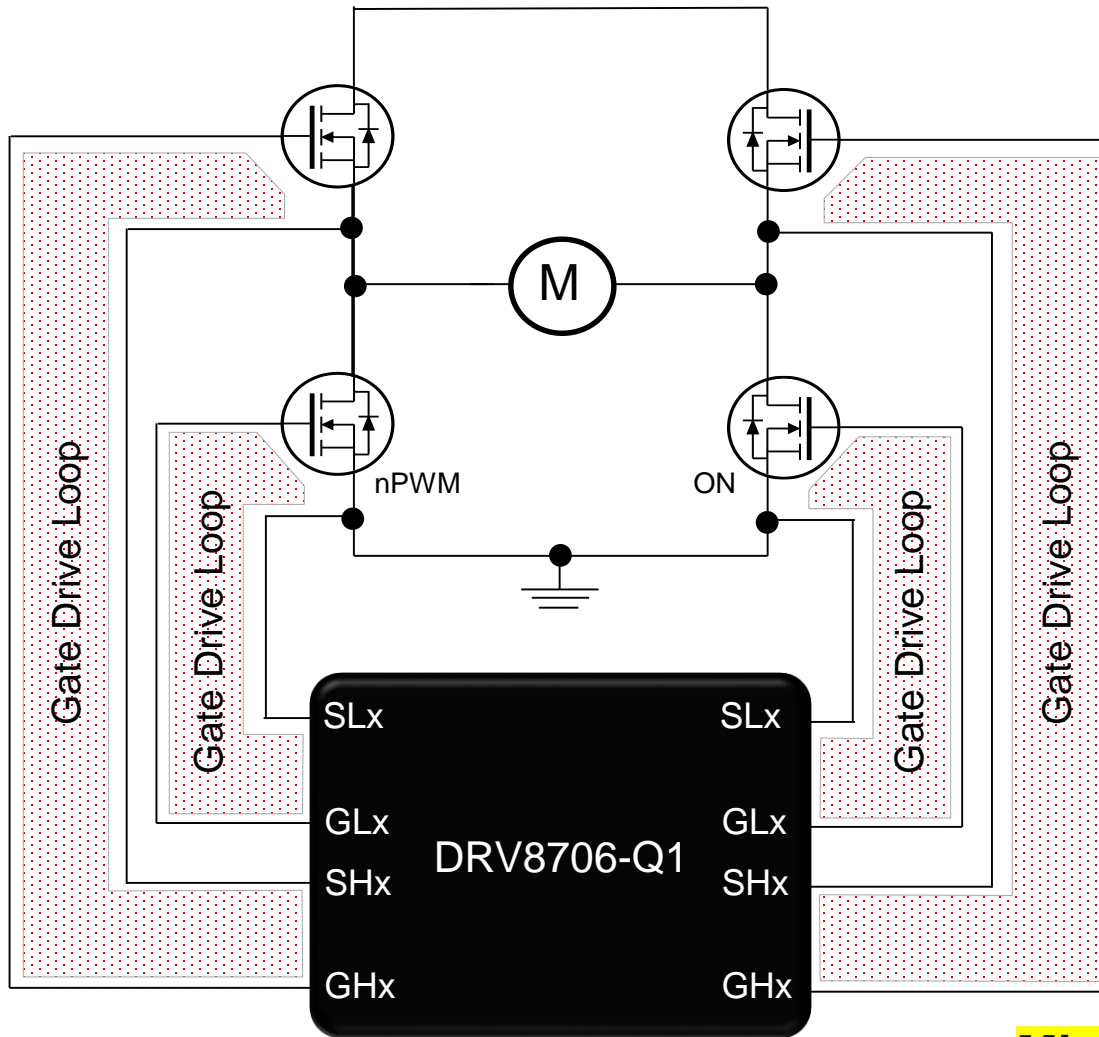 M
nPWM
ON
Gate Drive Loop
Gate Drive Loop
Gate Drive Loop
Gate Drive Loop
SLx
SLx
GLx
GLx
DRV8706-Q1
SHx
SHx
GHx
GHx